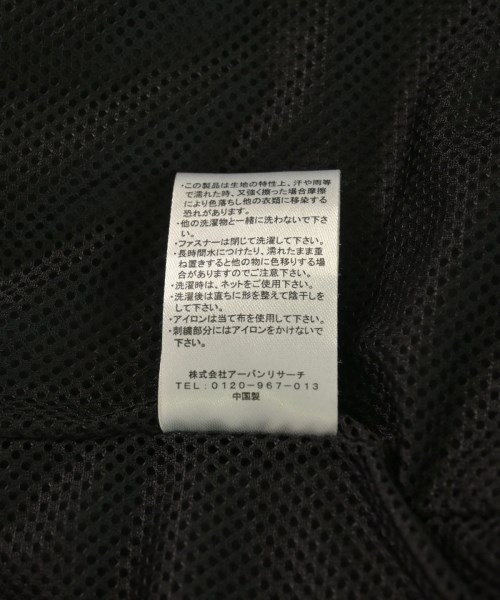 ・この製品は生地の特性上、汗や雨等
で濡れた時、又強く擦った場合摩擦
により色落ちし他の衣類に移染する
恐れがあります。
・他の洗濯物と一緒に洗わないで下さ
い。
・ファスナーは閉じて洗濯して下さい。
・長時間水につけたり、濡れたまま重
ね置きすると他の物に色移りする場
合がありますのでご注意下さい。
・洗濯時は、ネットをご使用下さい。
・洗濯後は直ちに形を整えて陰干しを
して下さい。
・アイロンは当て布を使用して下さい。
・刺繍部分にはアイロンをかけないで
下さい。
株式会社アーバンリサーチ
TEL:0120-967-013
中国製